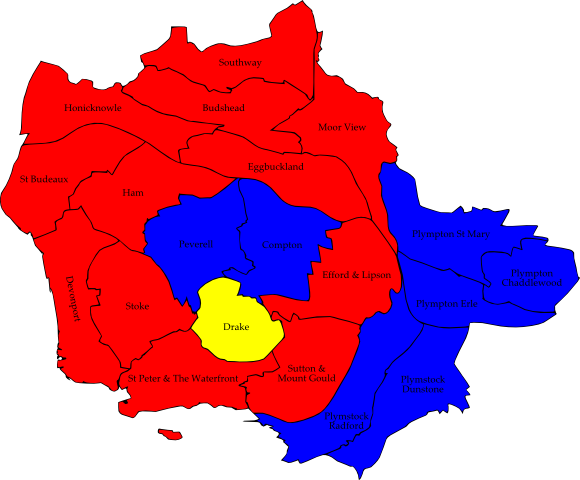 Southway
Honicknowle
Budshead
Moor View
Eggbuckland
St Budeaux
Ham
Plympton St Mary
Peverell
Compton
Efford & Lipson
Plympton
Chaddlewood
Devonport
Stoke
Plympton Erle
Drake
Sutton &
Mount Gould
St Peter & The Waterfront
Plymstock
Dunstone
Plymstock
Radford